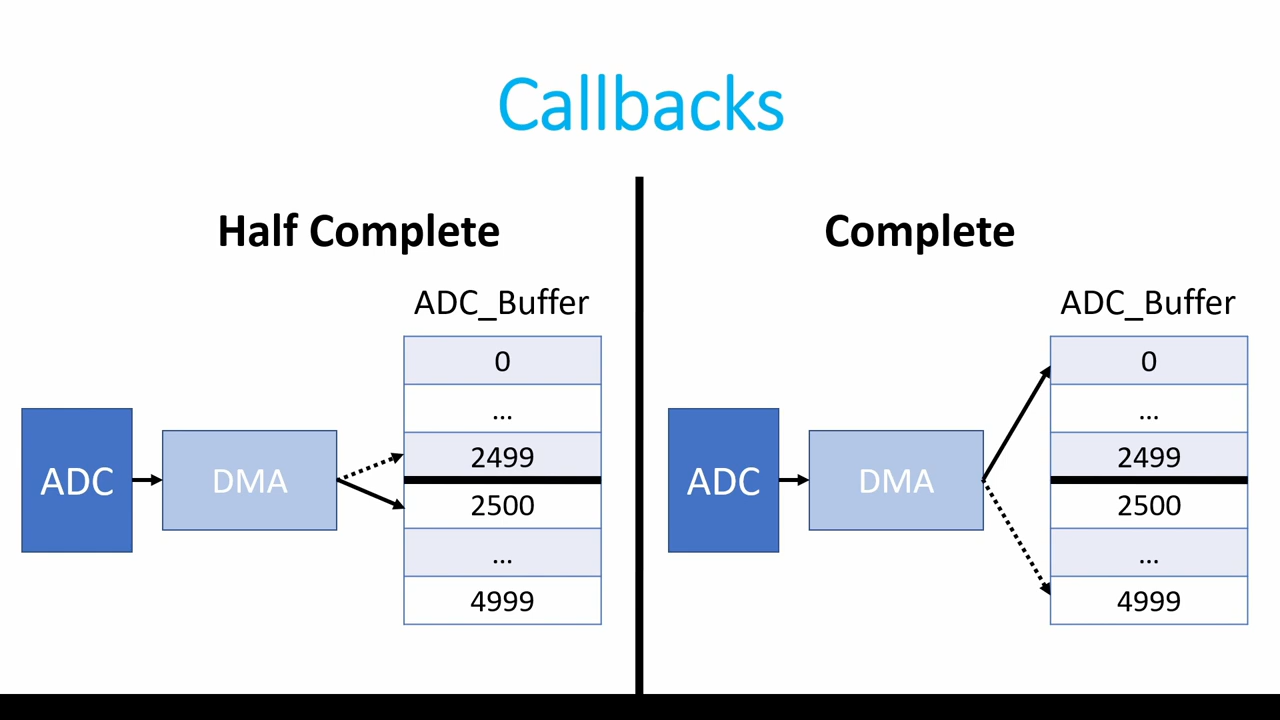 Callbacks
Half Complete
ADC_Buffer
0
...
2499
2500
...
4999
ADC
DMA
Complete
ADC_Buffer
0
...
2499
2500
...
4999
ADC
DMA